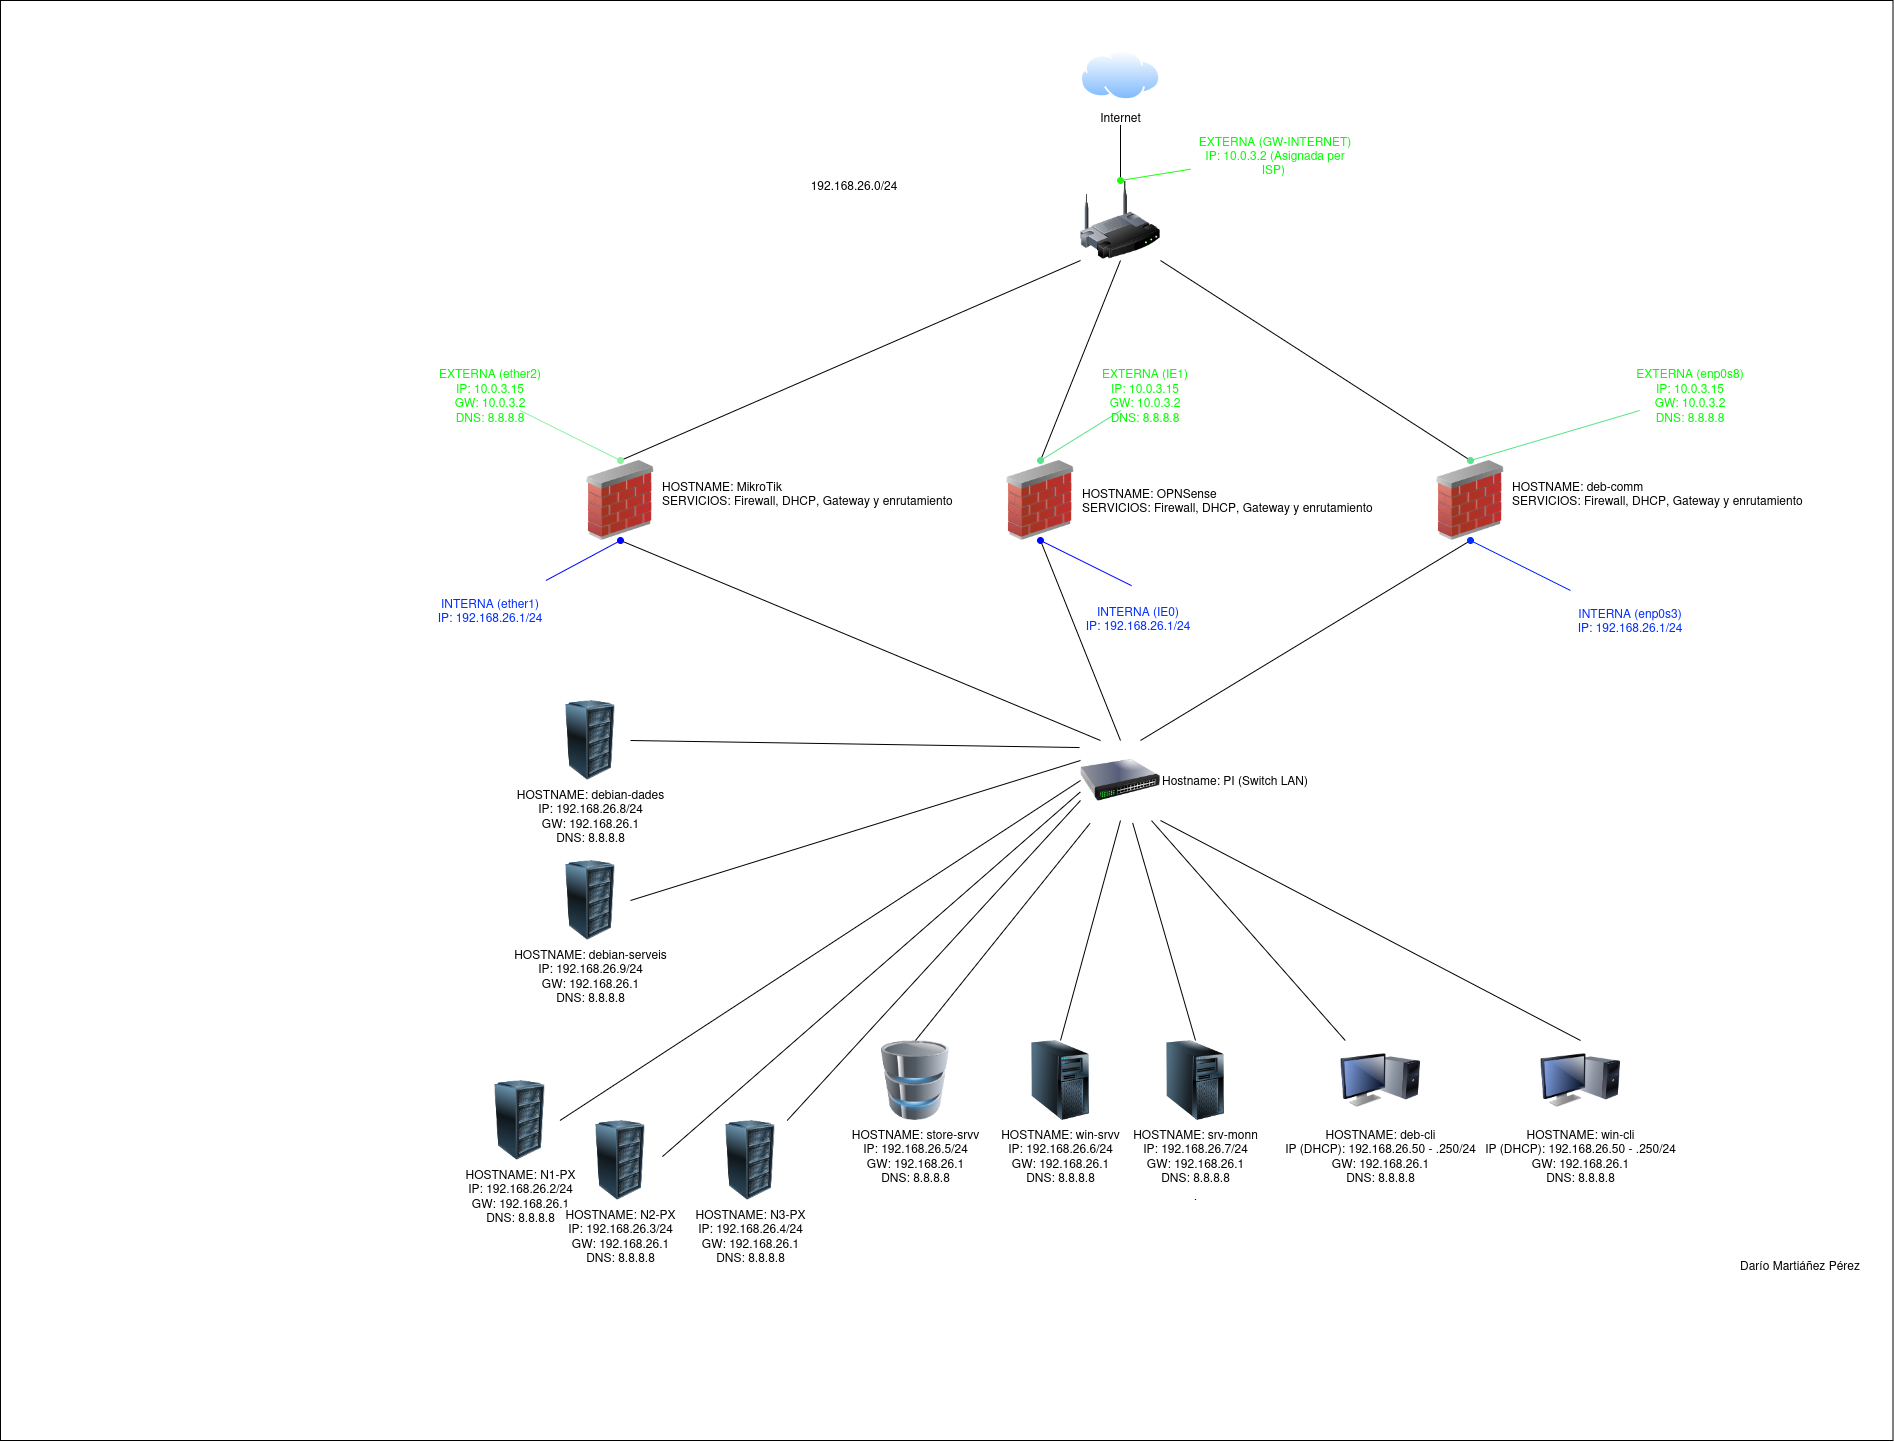 Internet
EXTERNA (GW-INTERNET)
IP: 10.0.3.2 (Asignada per
ISP)
192.168.26.0/24
EXTERNA (ether2)
IP: 10.0.3.15
GW: 10.0.3.2
DNS: 8.8.8.8
EXTERNA (IE1)
IP: 10.0.3.15
GW: 10.0.3.2
DNS: 8.8.8.8
EXTERNA (enp0s8)
IP: 10.0.3.15
GW: 10.0.3.2
DNS: 8.8.8.8
HOSTNAME: MikroTik
SERVICIOS: Firewall, DHCP, Gateway y enrutamiento
HOSTNAME: OPNSense
SERVICIOS: Firewall, DHCP, Gateway y enrutamiento
HOSTNAME: deb-comm
SERVICIOS: Firewall, DHCP, Gateway y enrutamiento
INTERNA (ether1)
IP: 192.168.26.1/24
INTERNA (IE0)
IP: 192.168.26.1/24
INTERNA (enp0s3)
IP: 192.168.26.1/24
Hostname: PI (Switch LAN)
HOSTNAME: debian-dades
IP: 192.168.26.8/24
GW: 192.168.26.1
DNS: 8.8.8.8
HOSTNAME: debian-serveis
IP: 192.168.26.9/24
GW: 192.168.26.1
DNS: 8.8.8.8
HOSTNAME: N1-PX
IP: 192.168.26.2/24
GW: 192.168.26.1
DNS: 8.8.8.8
HOSTNAME: N2-PX
IP: 192.168.26.3/24
GW: 192.168.26.1
DNS: 8.8.8.8
HOSTNAME: N3-PX
IP: 192.168.26.4/24
GW: 192.168.26.1
DNS: 8.8.8.8
HOSTNAME: store-srvv
IP: 192.168.26.5/24
GW: 192.168.26.1
DNS: 8.8.8.8
HOSTNAME: win-srvv
IP: 192.168.26.6/24
GW: 192.168.26.1
DNS: 8.8.8.8
HOSTNAME: srv-monn
IP: 192.168.26.7/24
GW: 192.168.26.1
DNS: 8.8.8.8
.
HOSTNAME: deb-cli
IP (DHCP): 192.168.26.50 - .250/24
GW: 192.168.26.1
DNS: 8.8.8.8
HOSTNAME: win-cli
IP (DHCP): 192.168.26.50 - .250/24
GW: 192.168.26.1
DNS: 8.8.8.8
Darío Martiáñez Pérez